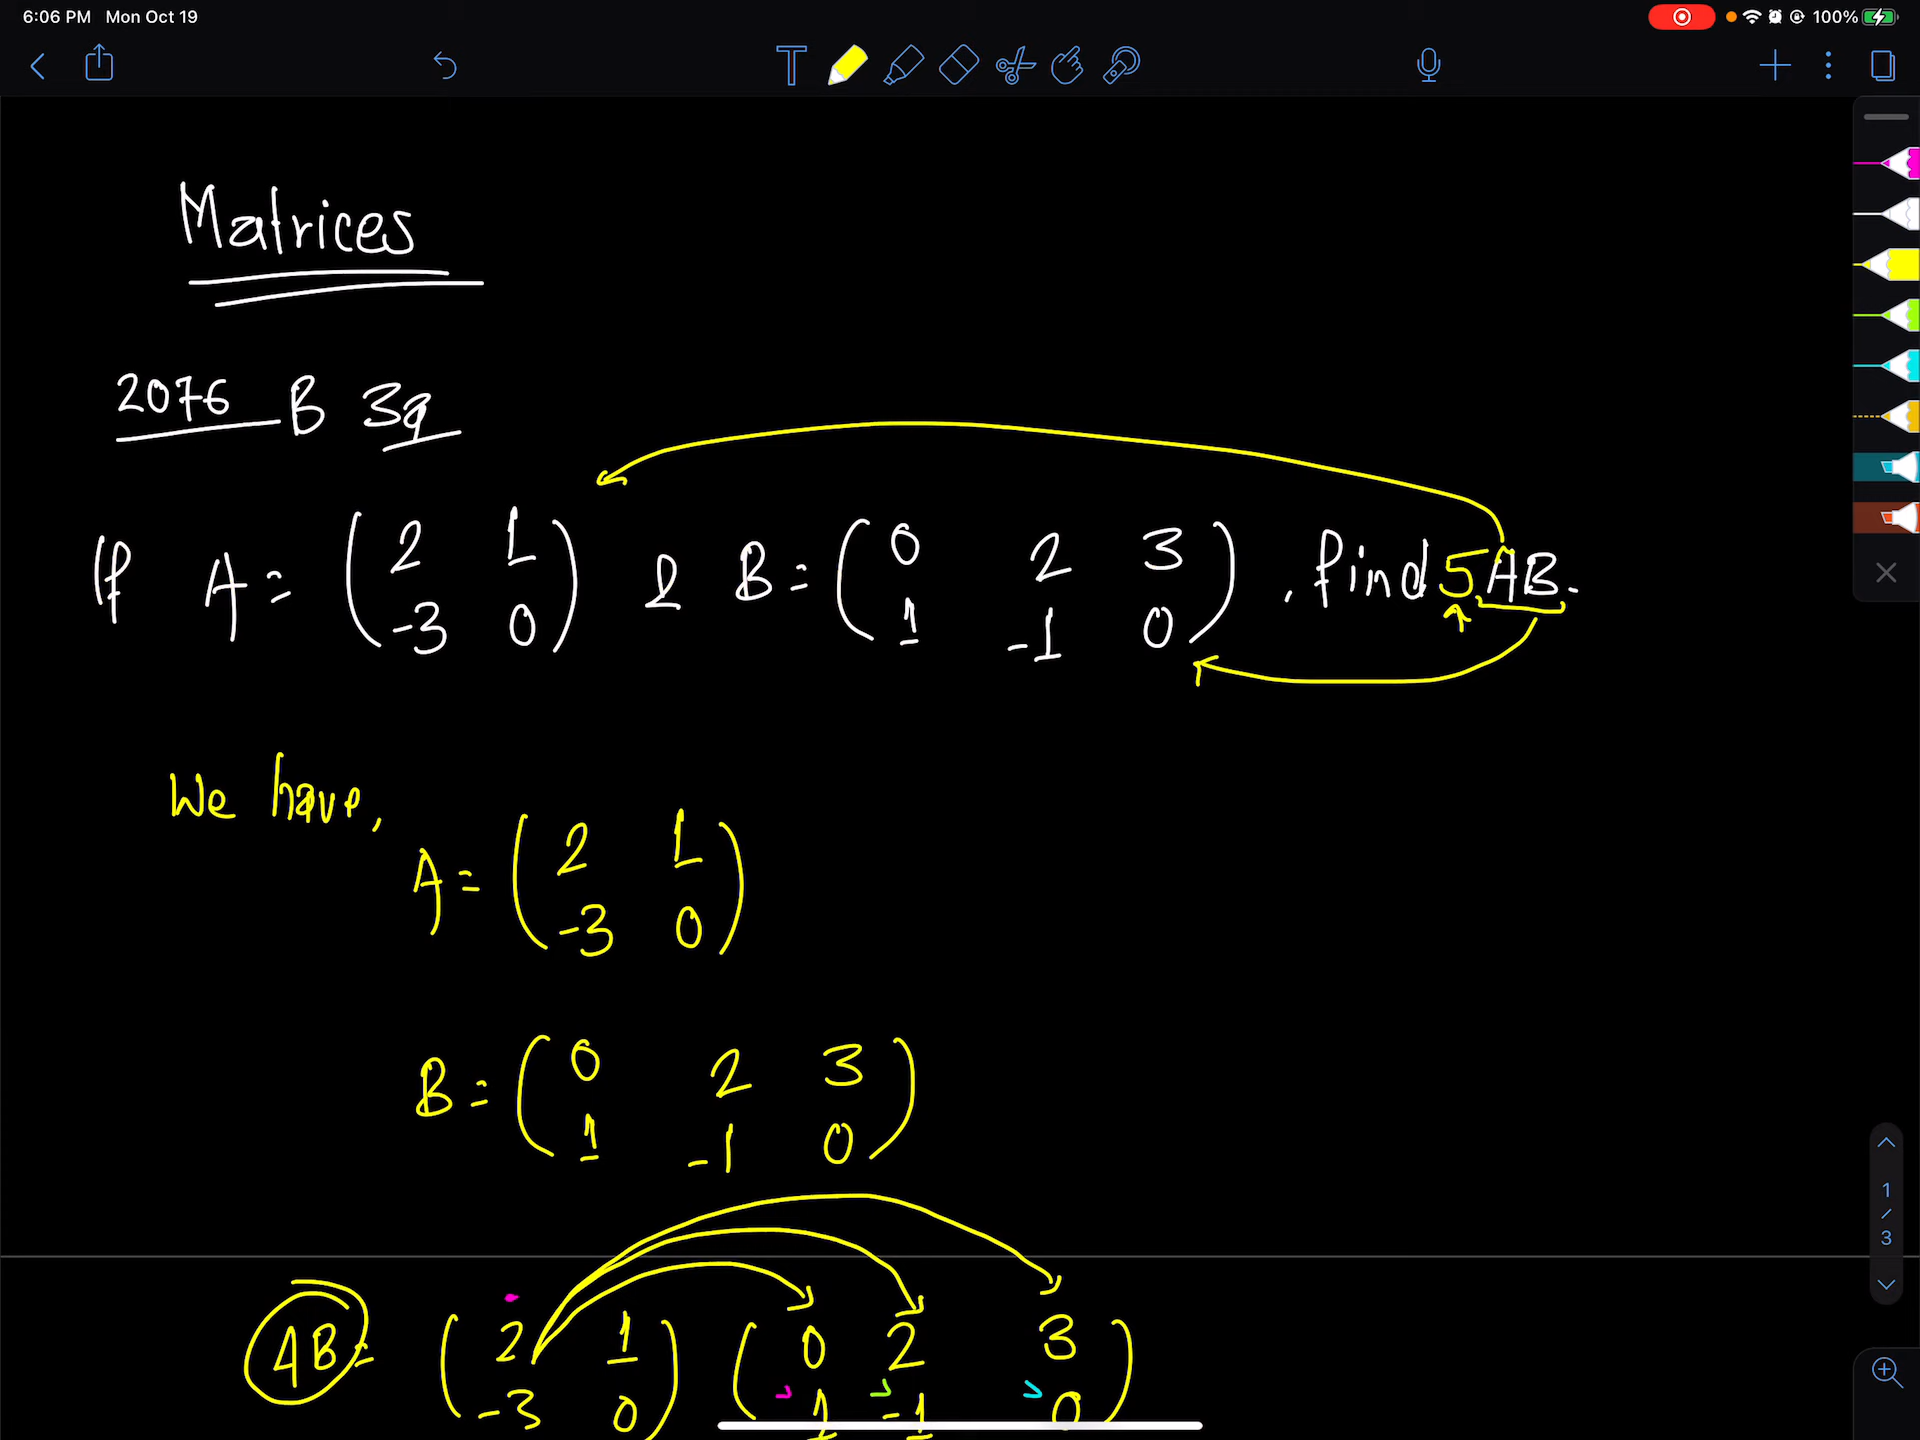 6:06 PM Mon Oct 19 100%
Matrices
2076 B 3q
If A = ( 2 1 -3 0 ) & B = ( 0 2 3 1 -1 0 ) , find 5AB.
We have,
A = ( 2 1 -3 0 )
B = ( 0 2 3 1 -1 0 )
AB = ( 2 1 -3 0 ) ( 0 2 3 1 -1 0 )
1 / 3